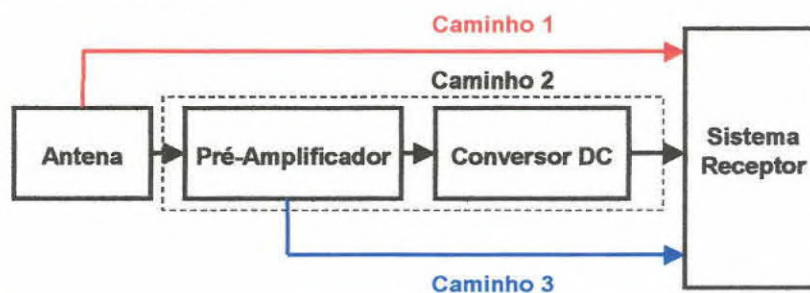 Caminho 1
Caminho 2
Antena
Pré-Amplificador
Conversor DC
Sistema
Receptor
Caminho 3